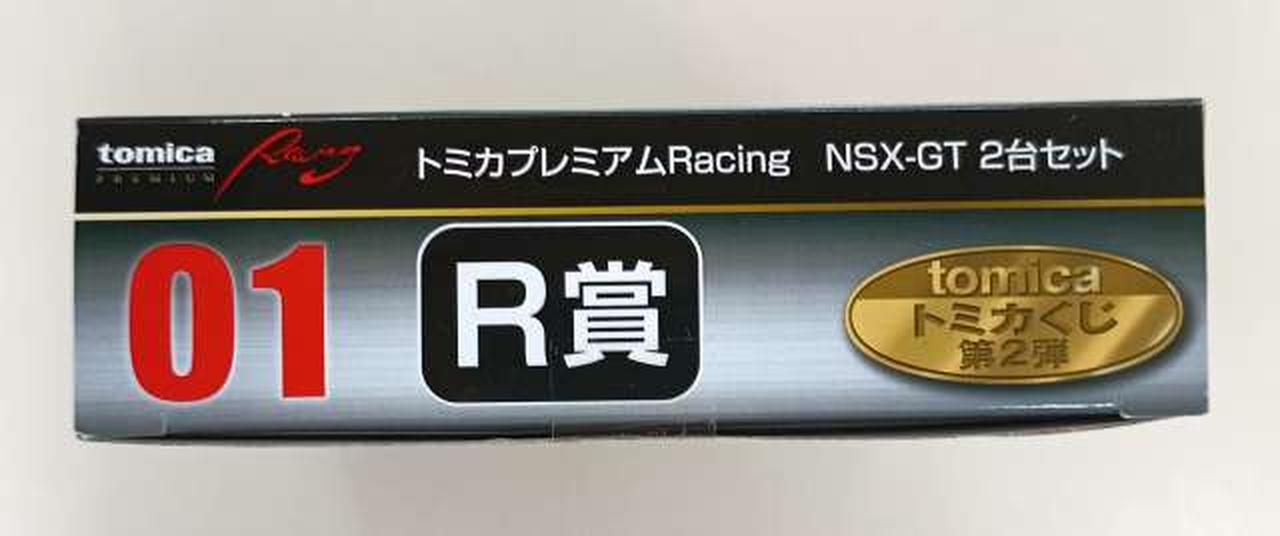 tomica Racing
PREMIUM
トミカプレミアムRacing NSX-GT 2台セット
01
R賞
tomica
トミカくじ
第2弾